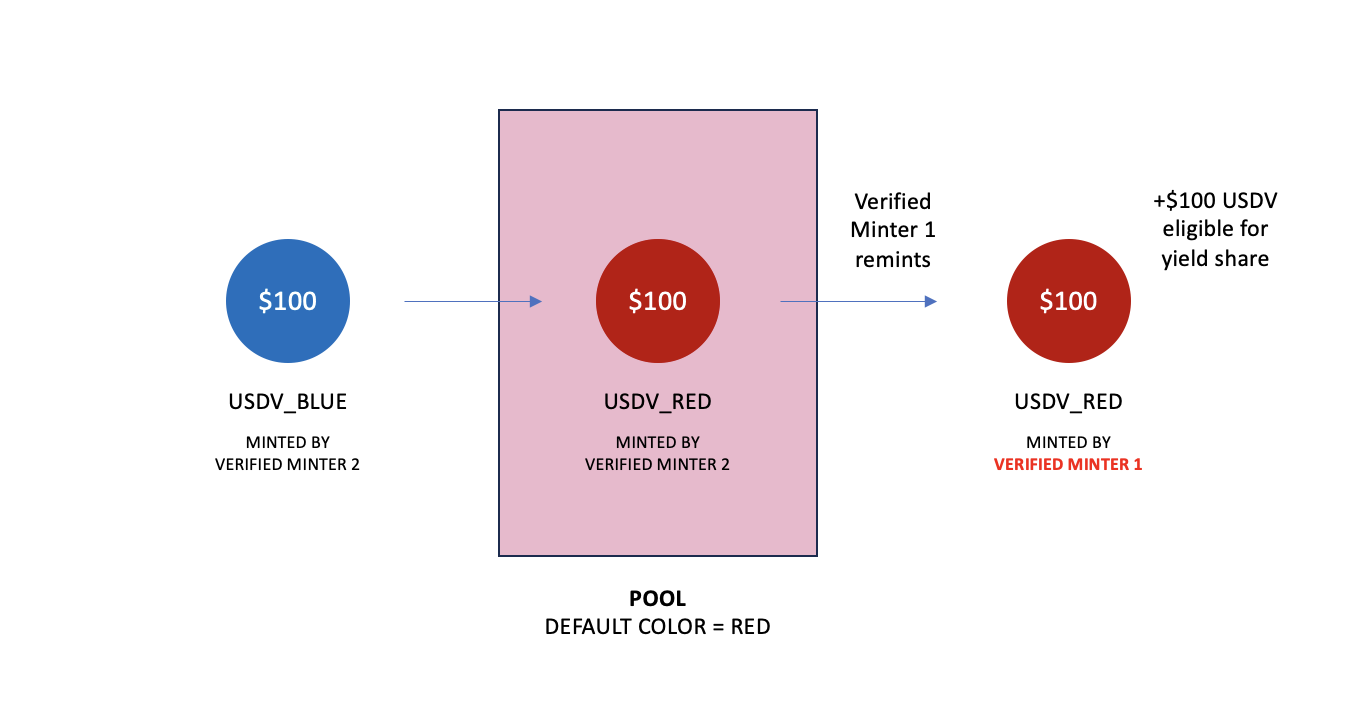 $100
USDV_BLUE
MINTED BY
VERIFIED MINTER 2
$100
USDV_RED
MINTED BY
VERIFIED MINTER 2
POOL
DEFAULT COLOR = RED
Verified
Minter 1
remints
$100
USDV_RED
MINTED BY
VERIFIED MINTER 1
+$100 USDV
eligible for
yield share